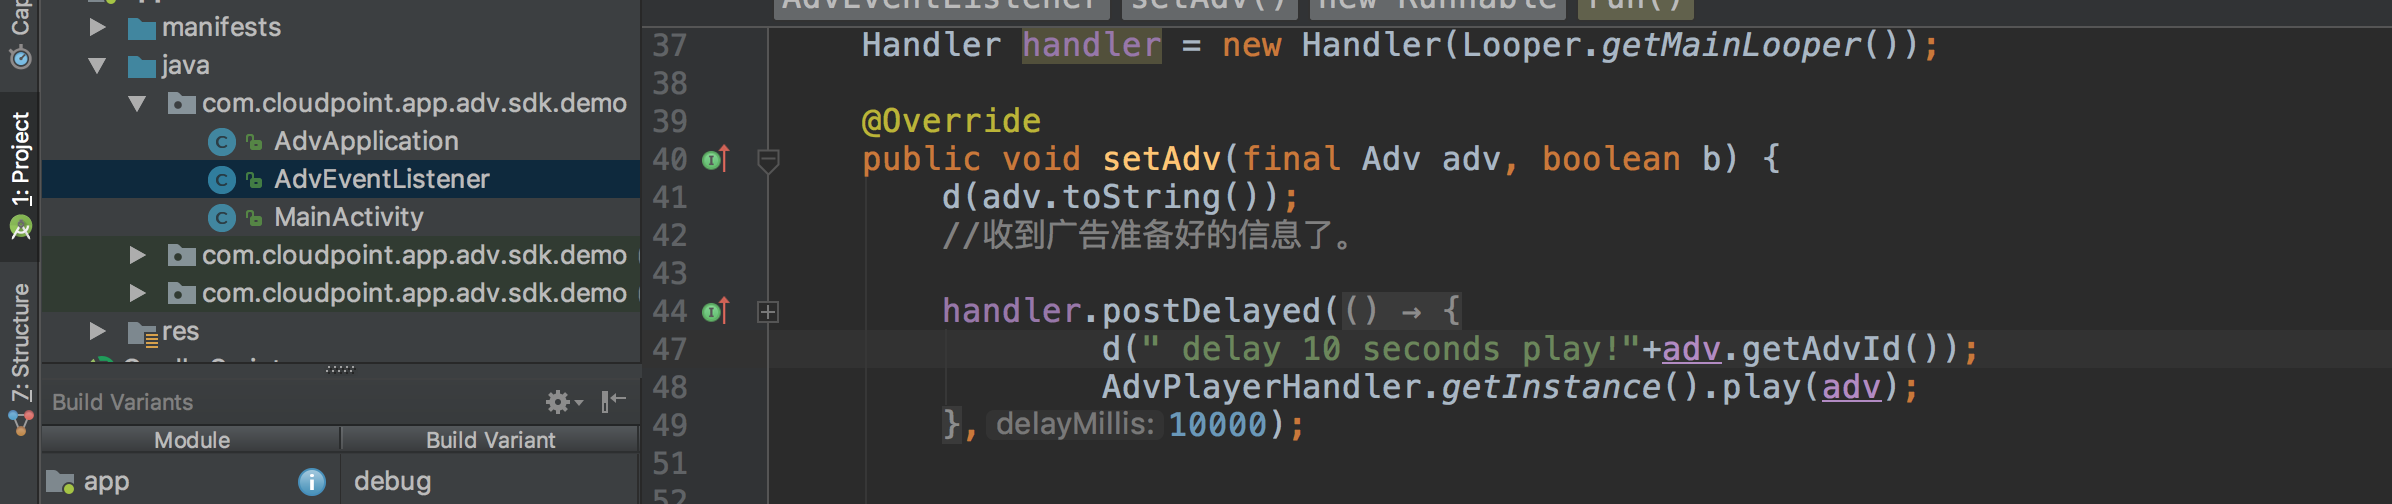 Cap
1: Project
Z: Structure
manifests
java
com.cloudpoint.app.adv.sdk.demo
AdvApplication
AdvEventListener
MainActivity
com.cloudpoint.app.adv.sdk.demo (
com.cloudpoint.app.adv.sdk.demo (
res
Build Variants
Module Build Variant
app debug
AdvEventListener setAdv() new Runnable run()
37 Handler handler = new Handler(Looper.getMainLooper());
38
39 @Override
40 public void setAdv(final Adv adv, boolean b) {
41 d(adv.toString());
42 //收到广告准备好的信息了。
43
44 handler.postDelayed(() → {
47 d(" delay 10 seconds play!"+adv.getAdvId());
48 AdvPlayerHandler.getInstance().play(adv);
49 }, delayMillis: 10000);
51
52